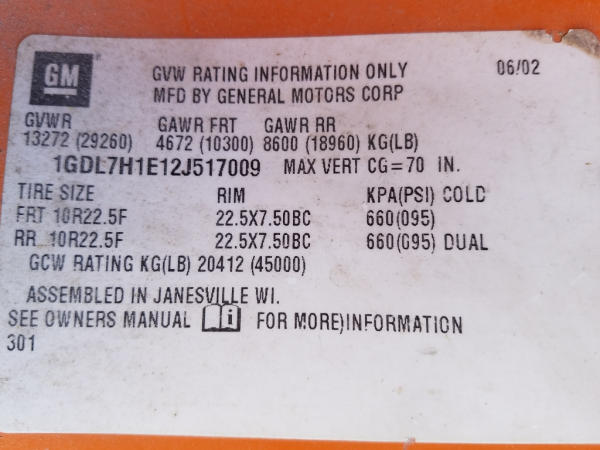 GM
GVW RATING INFORMATION ONLY 06/02
MFD BY GENERAL MOTORS CORP
GVWR GAWR FRT GAWR RR
13272 (29260) 4672 (10300) 8600 (18960) KG(LB)
1GDL7H1E12J517009 MAX VERT CG=70 IN.
TIRE SIZE RIM KPA(PSI) COLD
FRT 10R22.5F 22.5X7.50BC 660(095)
RR 10R22.5F 22.5X7.50BC 660(095) DUAL
GCW RATING KG(LB) 20412 (45000)
ASSEMBLED IN JANESVILLE WI.
SEE OWNERS MANUAL i FOR MORE)INFORMATION
301